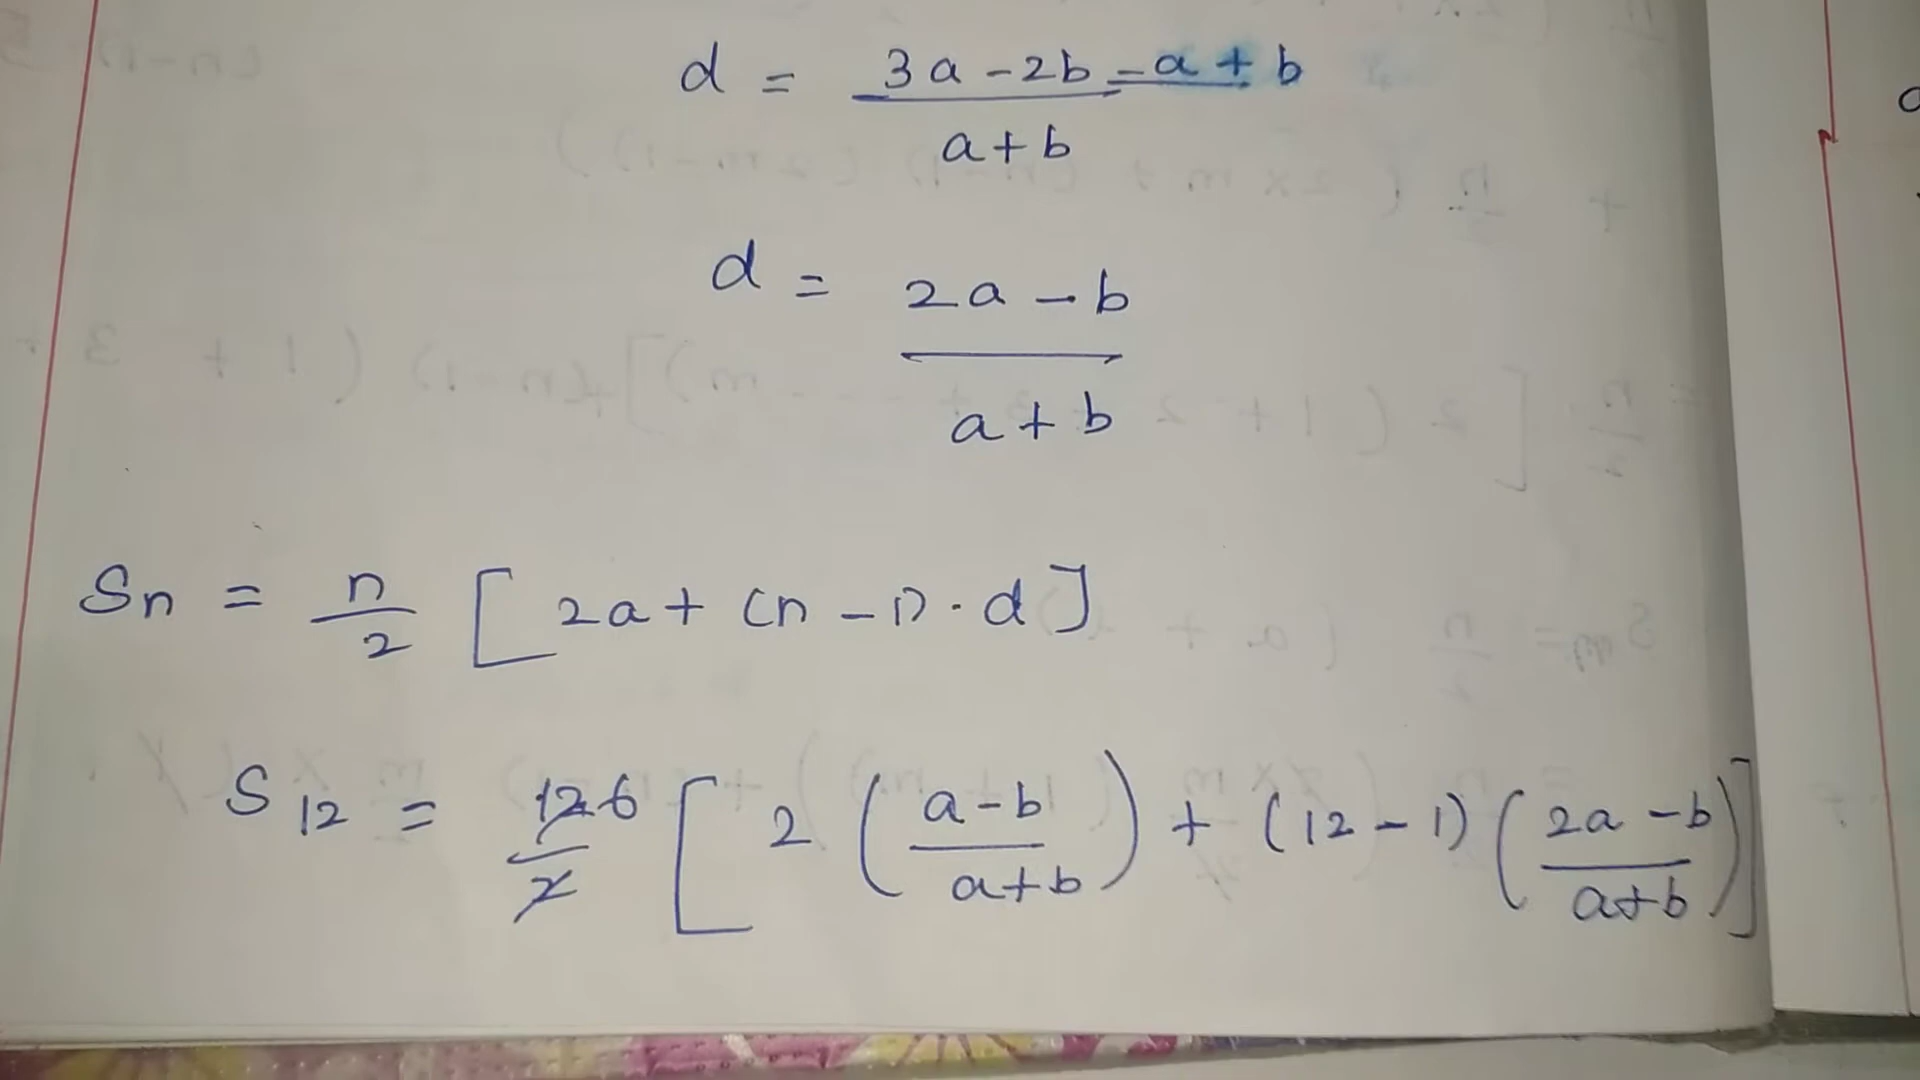 d = 3a - 2b - a + b
a + b
d = 2a - b
a + b
Sn = n/2 [2a + (n - 1) · d]
S12 = 12 6/2 [2 (a - b/a + b) + (12 - 1) (2a - b/a + b)]